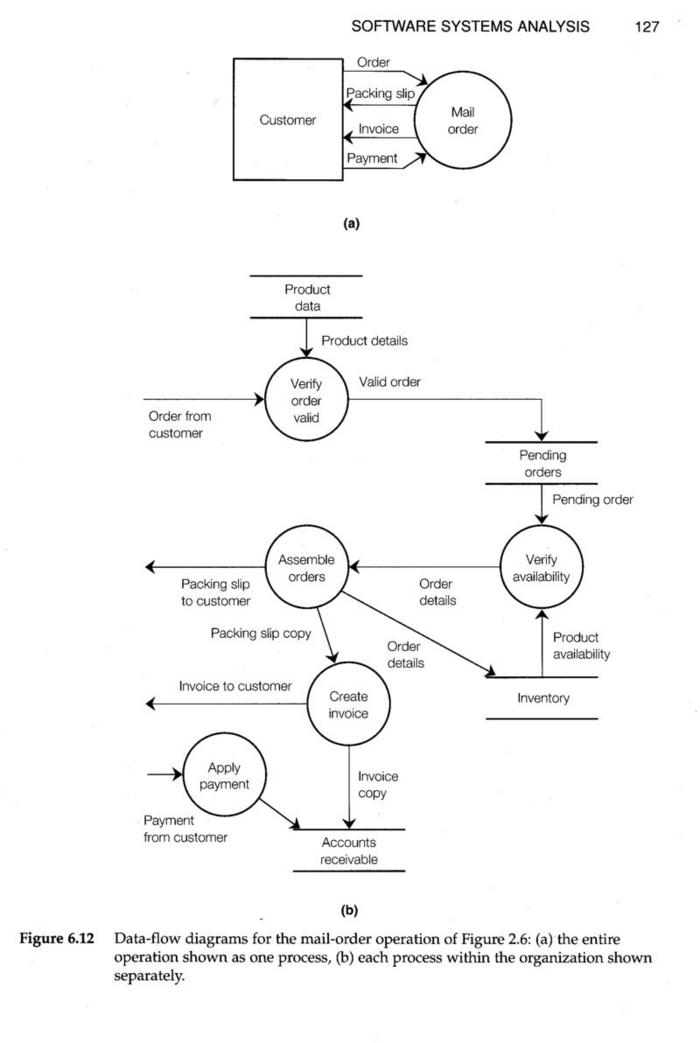 SOFTWARE SYSTEMS ANALYSIS 127
Order
Packing slip
Customer
Mail
order
Invoice
Payment
(a)
Product
data
Product details
Verify
order
valid
Valid order
Order from
customer
Pending
orders
Pending order
Assemble
orders
Verify
availability
Packing slip
to customer
Order
details
Packing slip copy
Order
details
Product
availability
Invoice to customer
Create
invoice
Inventory
Apply
payment
Invoice
copy
Payment
from customer
Accounts
receivable
(b)
Figure 6.12 Data-flow diagrams for the mail-order operation of Figure 2.6: (a) the entire
operation shown as one process, (b) each process within the organization shown
separately.